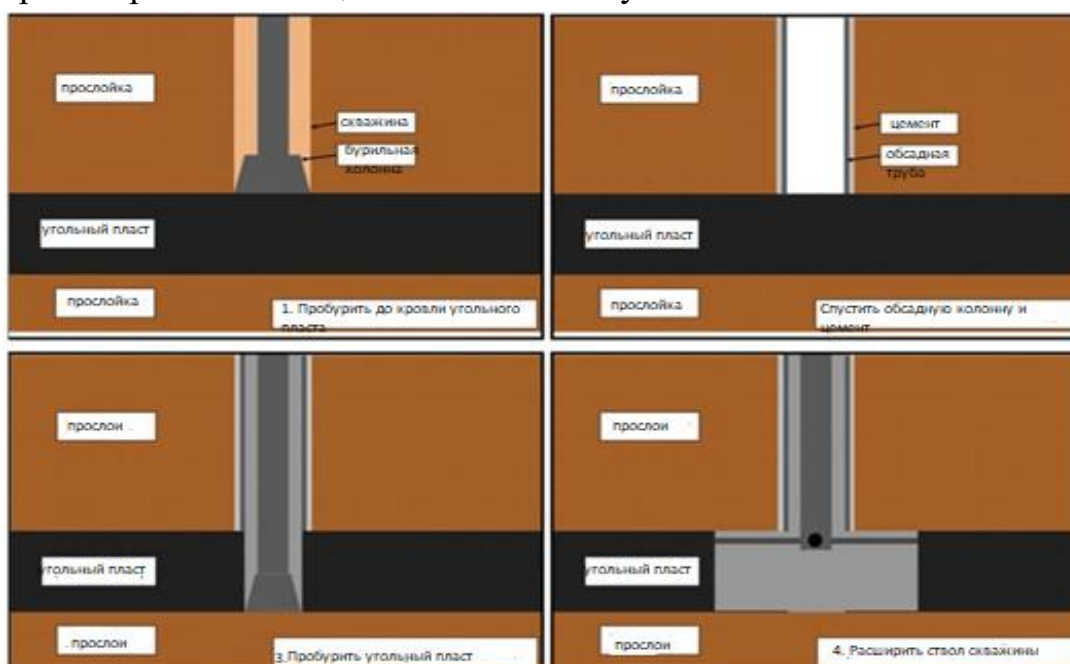 прослойка
скважина
бурильная
колонна
угольный пласт
прослойка
1. Пробурить до кровли угольного
пласта
прослойка
цемент
обсадная
труба
угольный пласт
прослойка
Спустить обсадную колонну и
цемент
прослои
угольный пласт
прослои
3. Пробурить угольный пласт
прослои
угольный пласт
прослои
4. Расширить ствол скважины